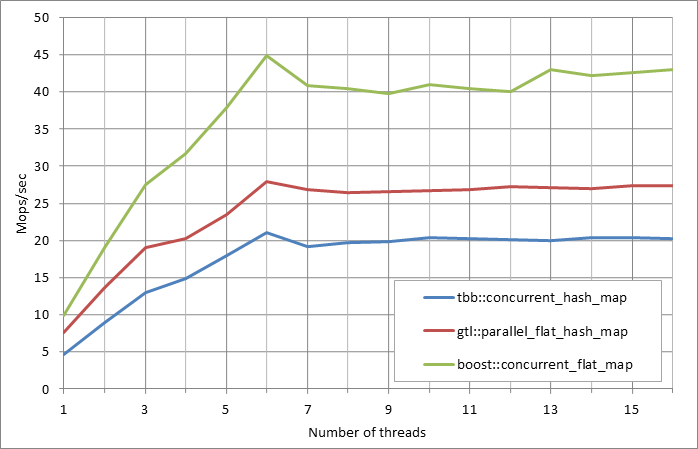 50
45
40
35
30
25
20
15
10
5
0
Mops/sec
tbb::concurrent_hash_map
gtl::parallel_flat_hash_map
boost::concurrent_flat_map
1 3 5 7 9 11 13 15
Number of threads